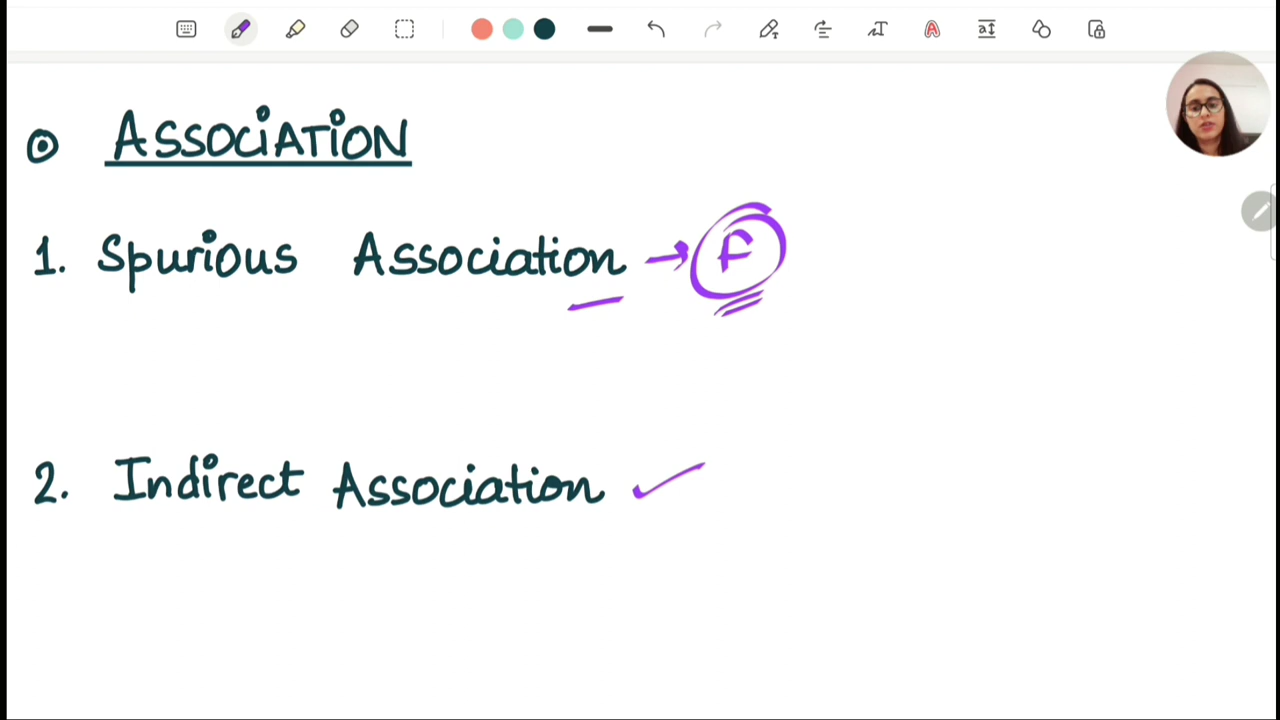 ASSOCIATION
1. Spurious Association → F
2. Indirect Association ✓